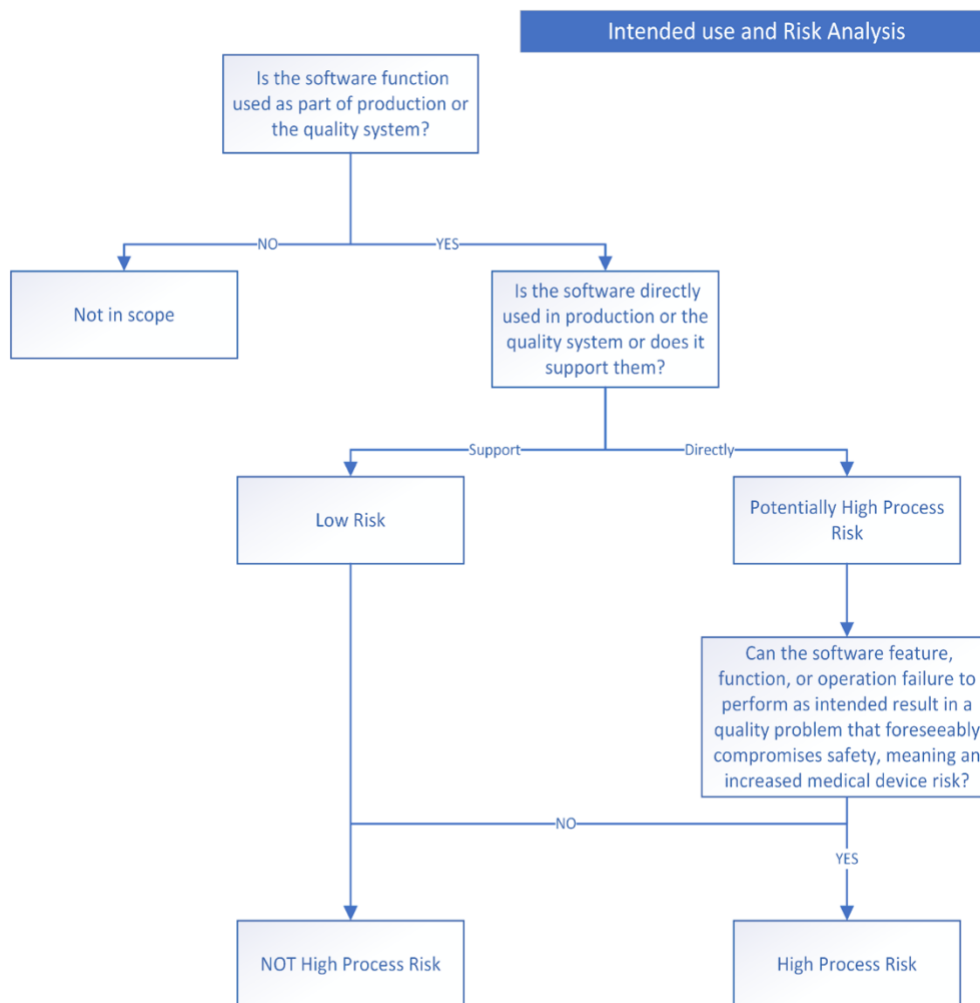 Intended use and Risk Analysis
Is the software function
used as part of production or
the quality system?
NO
YES
Not in scope
Is the software directly
used in production or the
quality system or does it
support them?
Support
Directly
Low Risk
Potentially High Process
Risk
Can the software feature,
function, or operation failure to
perform as intended result in a
quality problem that foreseeably
compromises safety, meaning an
increased medical device risk?
NO
YES
NOT High Process Risk
High Process Risk